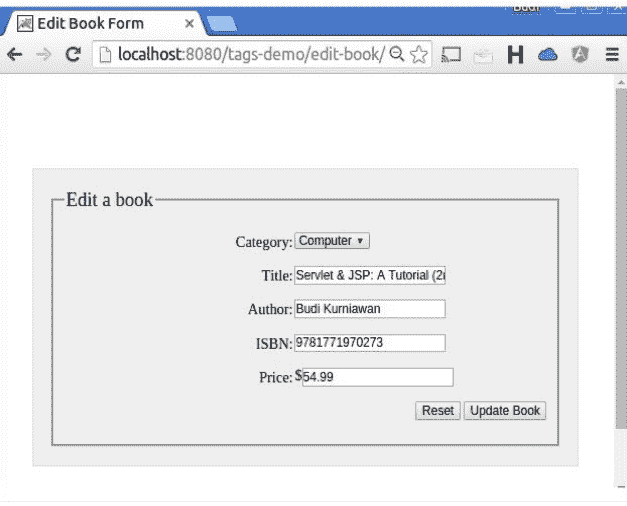 Edit Book Form
localhost:8080/tags-demo/edit-book/
H
Edit a book
Category: Computer
Title: Servlet & JSP: A Tutorial (2
Author: Budi Kurniawan
ISBN: 9781771970273
Price: $54.99
Reset Update Book